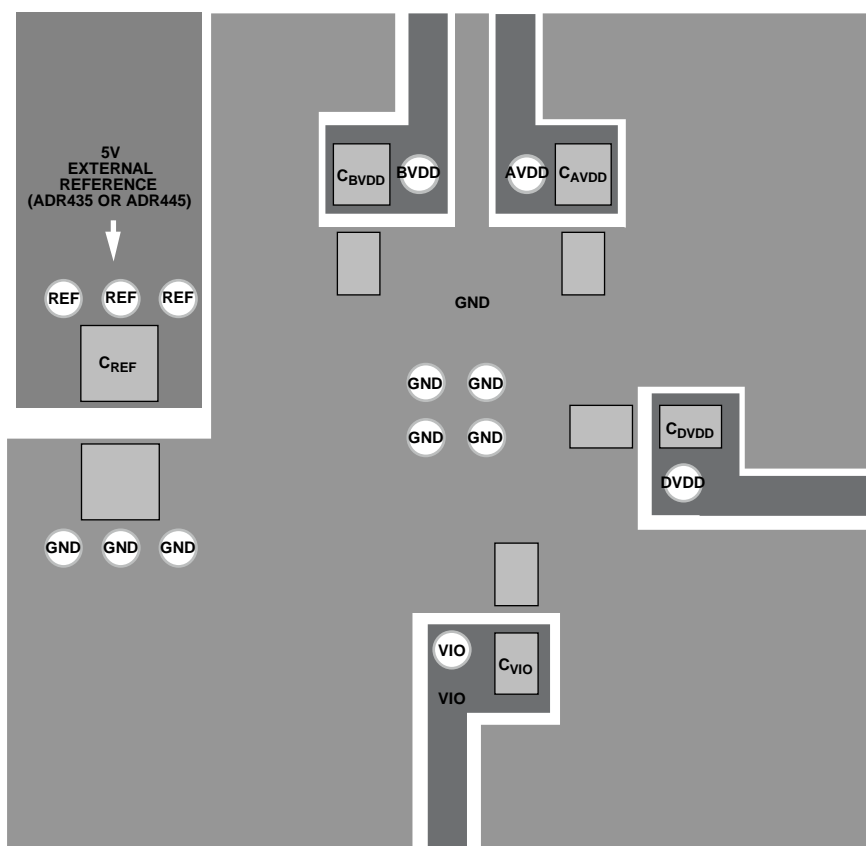 5V
EXTERNAL
REFERENCE
(ADR435 OR ADR445)
CBVDD BVDD AVDD CAVDD
REF REF REF
GND
CREF
GND GND
GND GND
CDVDD
DVDD
GND GND GND
VIO CVIO
VIO